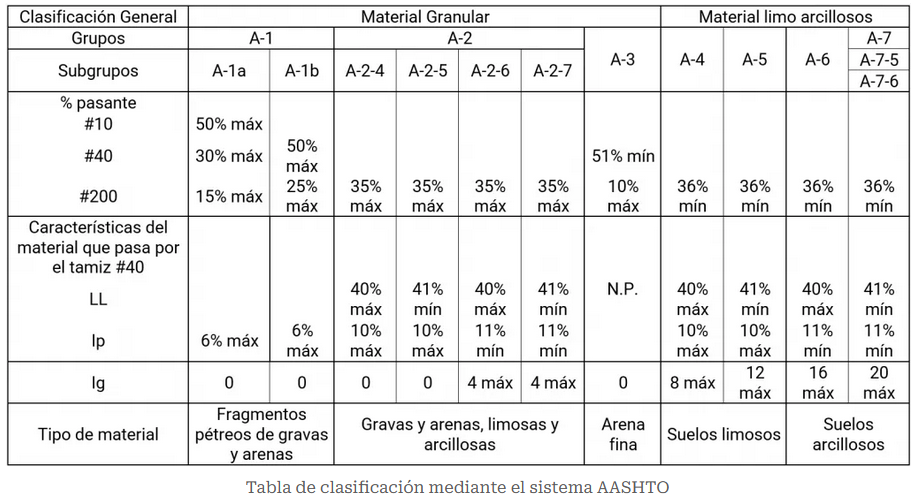 Clasificación General Material Granular Material limo arcillosos
Grupos A-1 A-2 A-3 A-4 A-5 A-6 A-7
Subgrupos A-1a A-1b A-2-4 A-2-5 A-2-6 A-2-7 A-7-5
A-7-6
% pasante
#10 50% máx
#40 30% máx 50% máx 51% mín
#200 15% máx 25% máx 35% máx 35% máx 35% máx 35% máx 10% máx 36% mín 36% mín 36% mín 36% mín
Características del
material que pasa por
el tamiz #40
LL 40% máx 41% mín 40% máx 41% mín N.P. 40% máx 41% mín 40% máx 41% mín
Ip 6% máx 6% máx 10% máx 10% máx 11% mín 11% mín 10% máx 10% máx 11% mín 11% mín
Ig 0 0 0 0 4 máx 4 máx 0 8 máx 12 máx 16 máx 20 máx
Tipo de material Fragmentos pétreos de gravas y arenas Gravas y arenas, limosas y arcillosas Arena fina Suelos limosos Suelos arcillosos
Tabla de clasificación mediante el sistema AASHTO